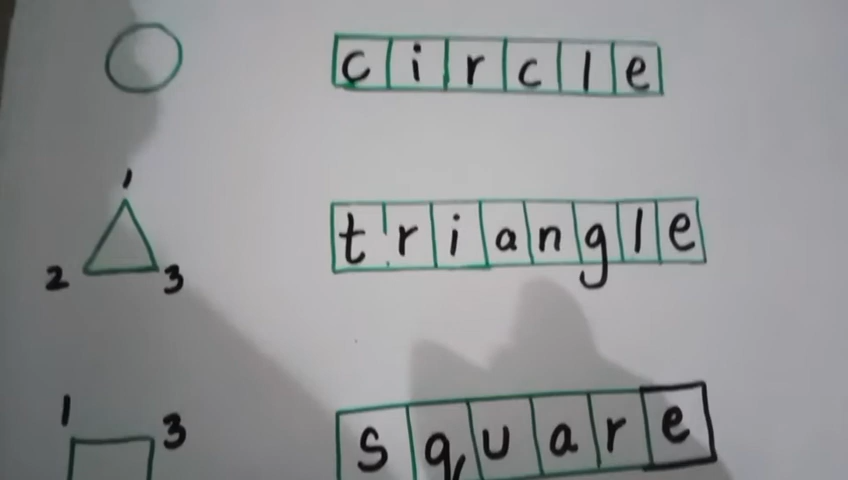 circle
1
triangle
2 3
1 3
square